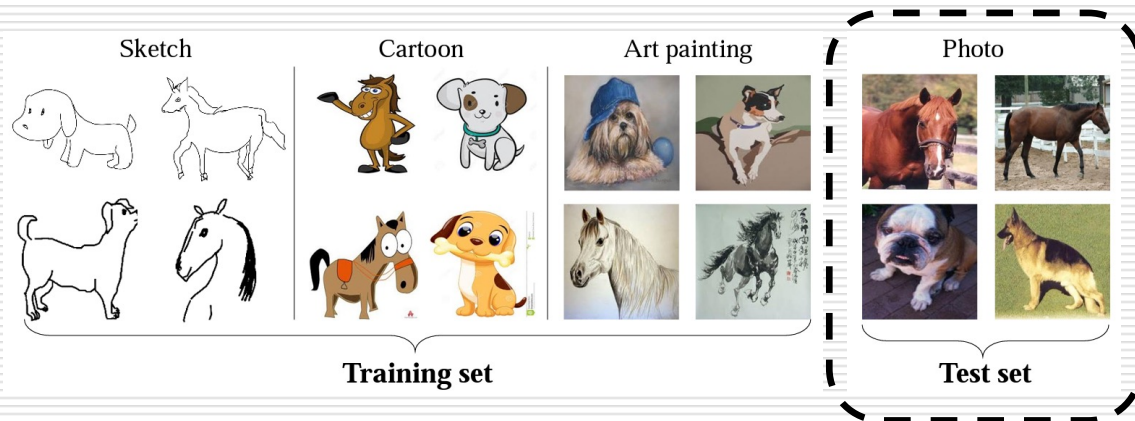 Sketch
Cartoon
Art painting
Photo
Training set
Test set